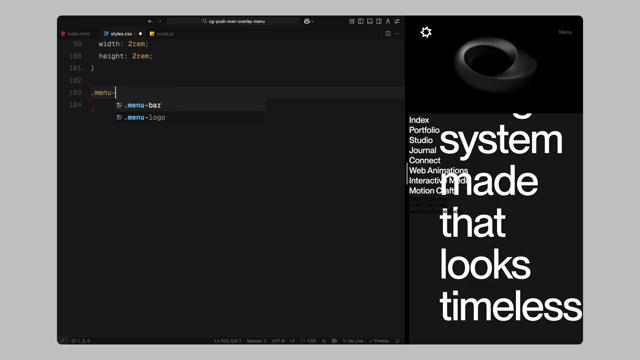 cg-push-over-overlay-menu
index.html
styles.css
script.js
99 width: 2rem;
100 height: 2rem;
101 }
102
103 .menu-
104
.menu-bar
.menu-logo
Menu
Index
Portfolio
Studio
Journal
Connect
Web Animations
Interactive Media
Motion Craft
system
made
that
looks
timeless
Ln 103, Col 7
Spaces: 2
UTF-8
LF
CSS
Go Live
Prettier